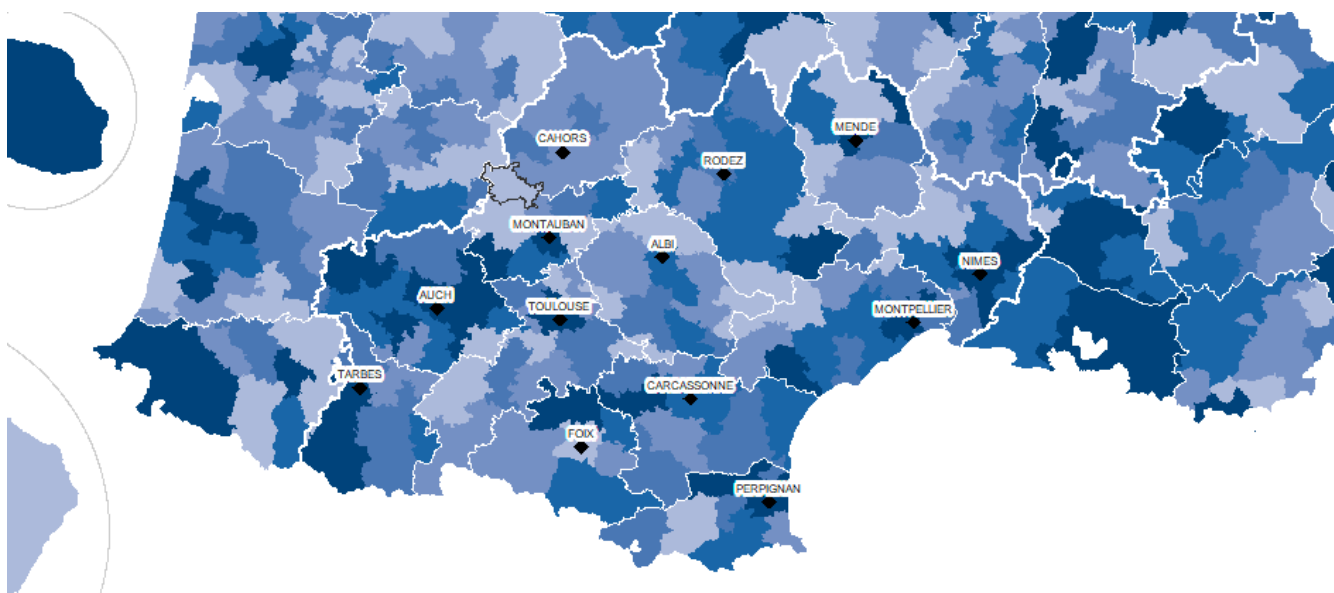 CAHORS
MENDE
RODEZ
MONTAUBAN
ALBI
NIMES
AUCH
TOULOUSE
MONTPELLIER
TARBES
CARCASSONNE
FOIX
PERPIGNAN